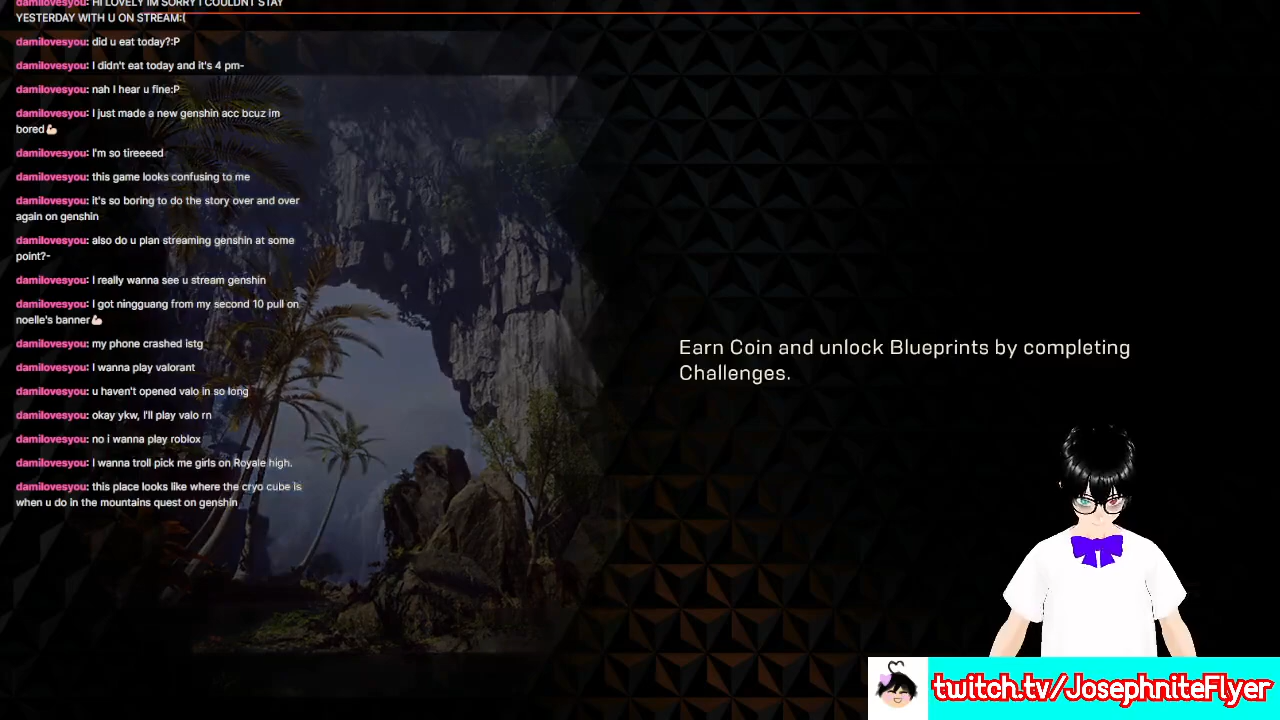 damilovesyou: HI LOVELY IM SORRY I COULDNT STAY
YESTERDAY WITH U ON STREAM:(
damilovesyou: did u eat today?:P
damilovesyou: I didn't eat today and it's 4 pm-
damilovesyou: nah I hear u fine:P
damilovesyou: I just made a new genshin acc bcuz im
bored💪🏻
damilovesyou: I'm so tireeeed
damilovesyou: this game looks confusing to me
damilovesyou: it's so boring to do the story over and over
again on genshin
damilovesyou: also do u plan streaming genshin at some
point?-
damilovesyou: I really wanna see u stream genshin
damilovesyou: I got ningguang from my second 10 pull on
noelle's banner💪🏻
damilovesyou: my phone crashed istg
damilovesyou: I wanna play valorant
damilovesyou: u haven't opened valo in so long
damilovesyou: okay ykw, I'll play valo rn
damilovesyou: no i wanna play roblox
damilovesyou: I wanna troll pick me girls on Royale high.
damilovesyou: this place looks like where the cryo cube is
when u do in the mountains quest on genshin
Earn Coin and unlock Blueprints by completing
Challenges.
twitch.tv/JosephniteFlyer